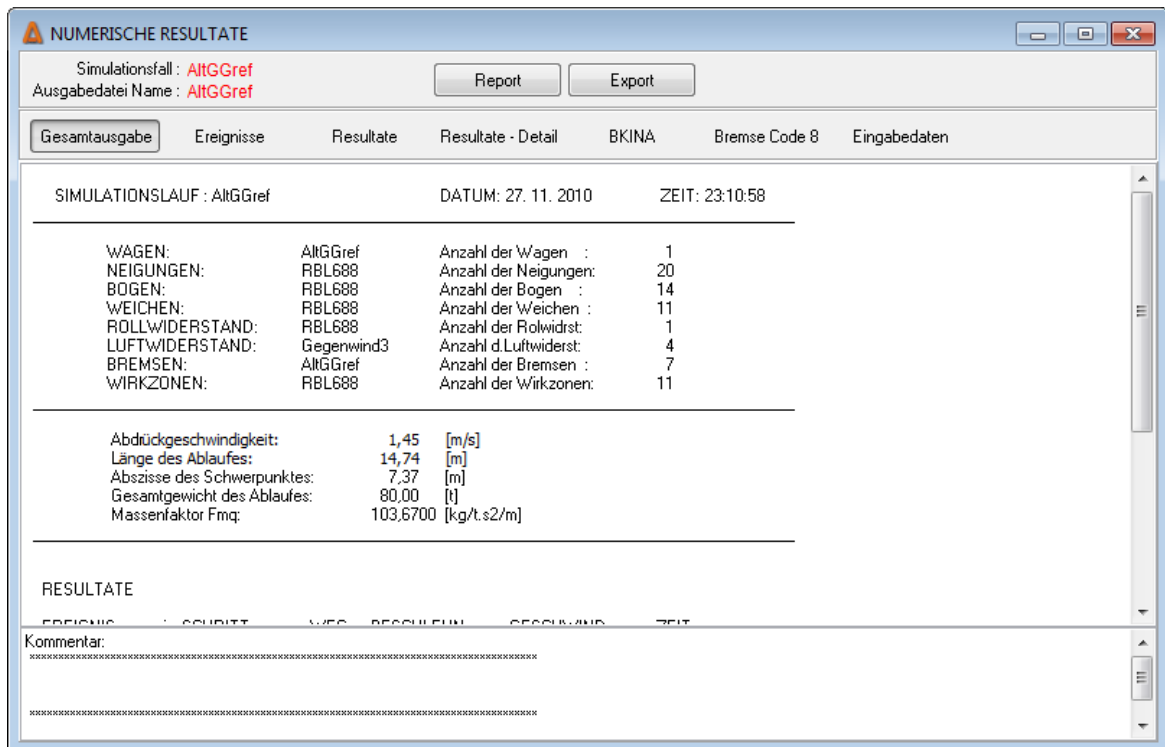 NUMERISCHE RESULTATE
Simulationsfall : AltGGref
Ausgabedatei Name : AltGGref
Report Export
Gesamtausgabe Ereignisse Resultate Resultate - Detail BKINA Bremse Code 8 Eingabedaten
SIMULATIONSLAUF : AltGGref DATUM: 27. 11. 2010 ZEIT: 23:10:58
WAGEN: AltGGref Anzahl der Wagen : 1
NEIGUNGEN: RBL688 Anzahl der Neigungen: 20
BOGEN: RBL688 Anzahl der Bogen : 14
WEICHEN: RBL688 Anzahl der Weichen : 11
ROLLWIDERSTAND: RBL688 Anzahl der Rolwidrst: 1
LUFTWIDERSTAND: Gegenwind3 Anzahl d.Luftwiderst: 4
BREMSEN: AltGGref Anzahl der Bremsen : 7
WIRKZONEN: RBL688 Anzahl der Wirkzonen: 11
Abdrückgeschwindigkeit: 1,45 [m/s]
Länge des Ablaufes: 14,74 [m]
Abszisse des Schwerpunktes: 7,37 [m]
Gesamtgewicht des Ablaufes: 80,00 [t]
Massenfaktor Fmq: 103,6700 [kg/t.s2/m]
RESULTATE
Kommentar: